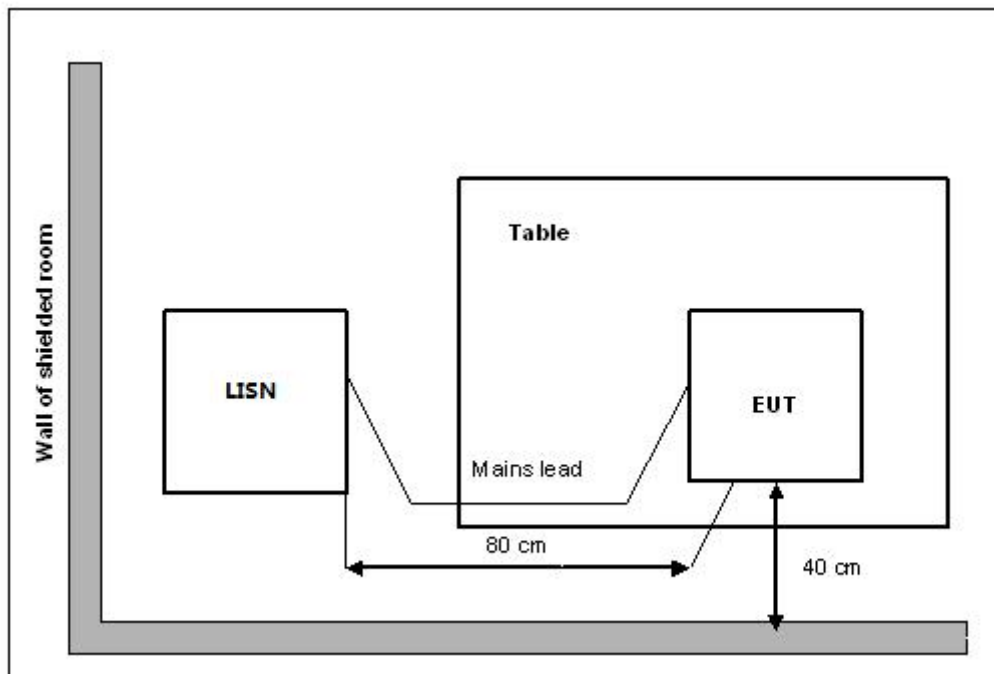 Wall of shielded room
Table
LISN
EUT
Mains lead
80 cm
40 cm